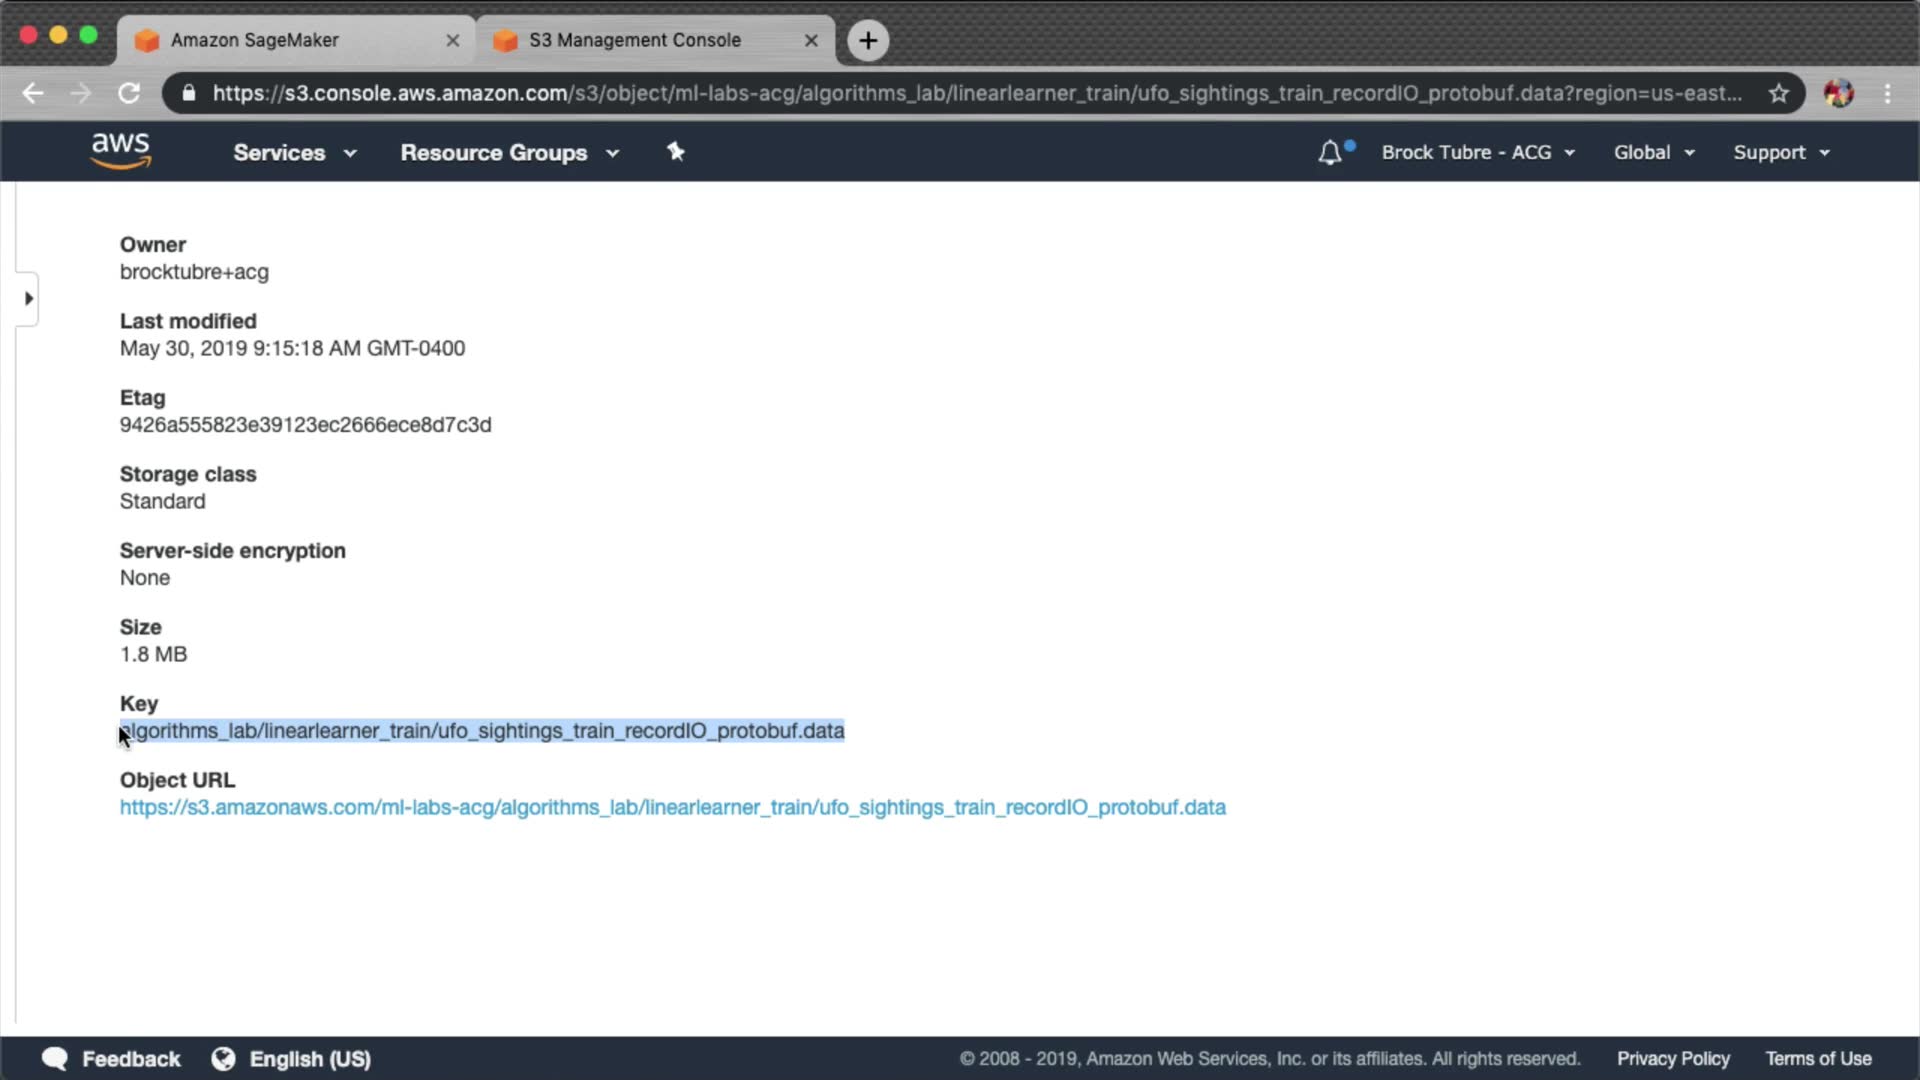 Amazon SageMaker
S3 Management Console
https://s3.console.aws.amazon.com/s3/object/ml-labs-acg/algorithms_lab/linearlearner_train/ufo_sightings_train_recordIO_protobuf.data?region=us-east...
aws
Services
Resource Groups
Brock Tubre - ACG
Global
Support
Owner
brocktubre+acg
Last modified
May 30, 2019 9:15:18 AM GMT-0400
Etag
9426a555823e39123ec2666ece8d7c3d
Storage class
Standard
Server-side encryption
None
Size
1.8 MB
Key
algorithms_lab/linearlearner_train/ufo_sightings_train_recordIO_protobuf.data
Object URL
https://s3.amazonaws.com/ml-labs-acg/algorithms_lab/linearlearner_train/ufo_sightings_train_recordIO_protobuf.data
Feedback
English (US)
© 2008 - 2019, Amazon Web Services, Inc. or its affiliates. All rights reserved.
Privacy Policy
Terms of Use